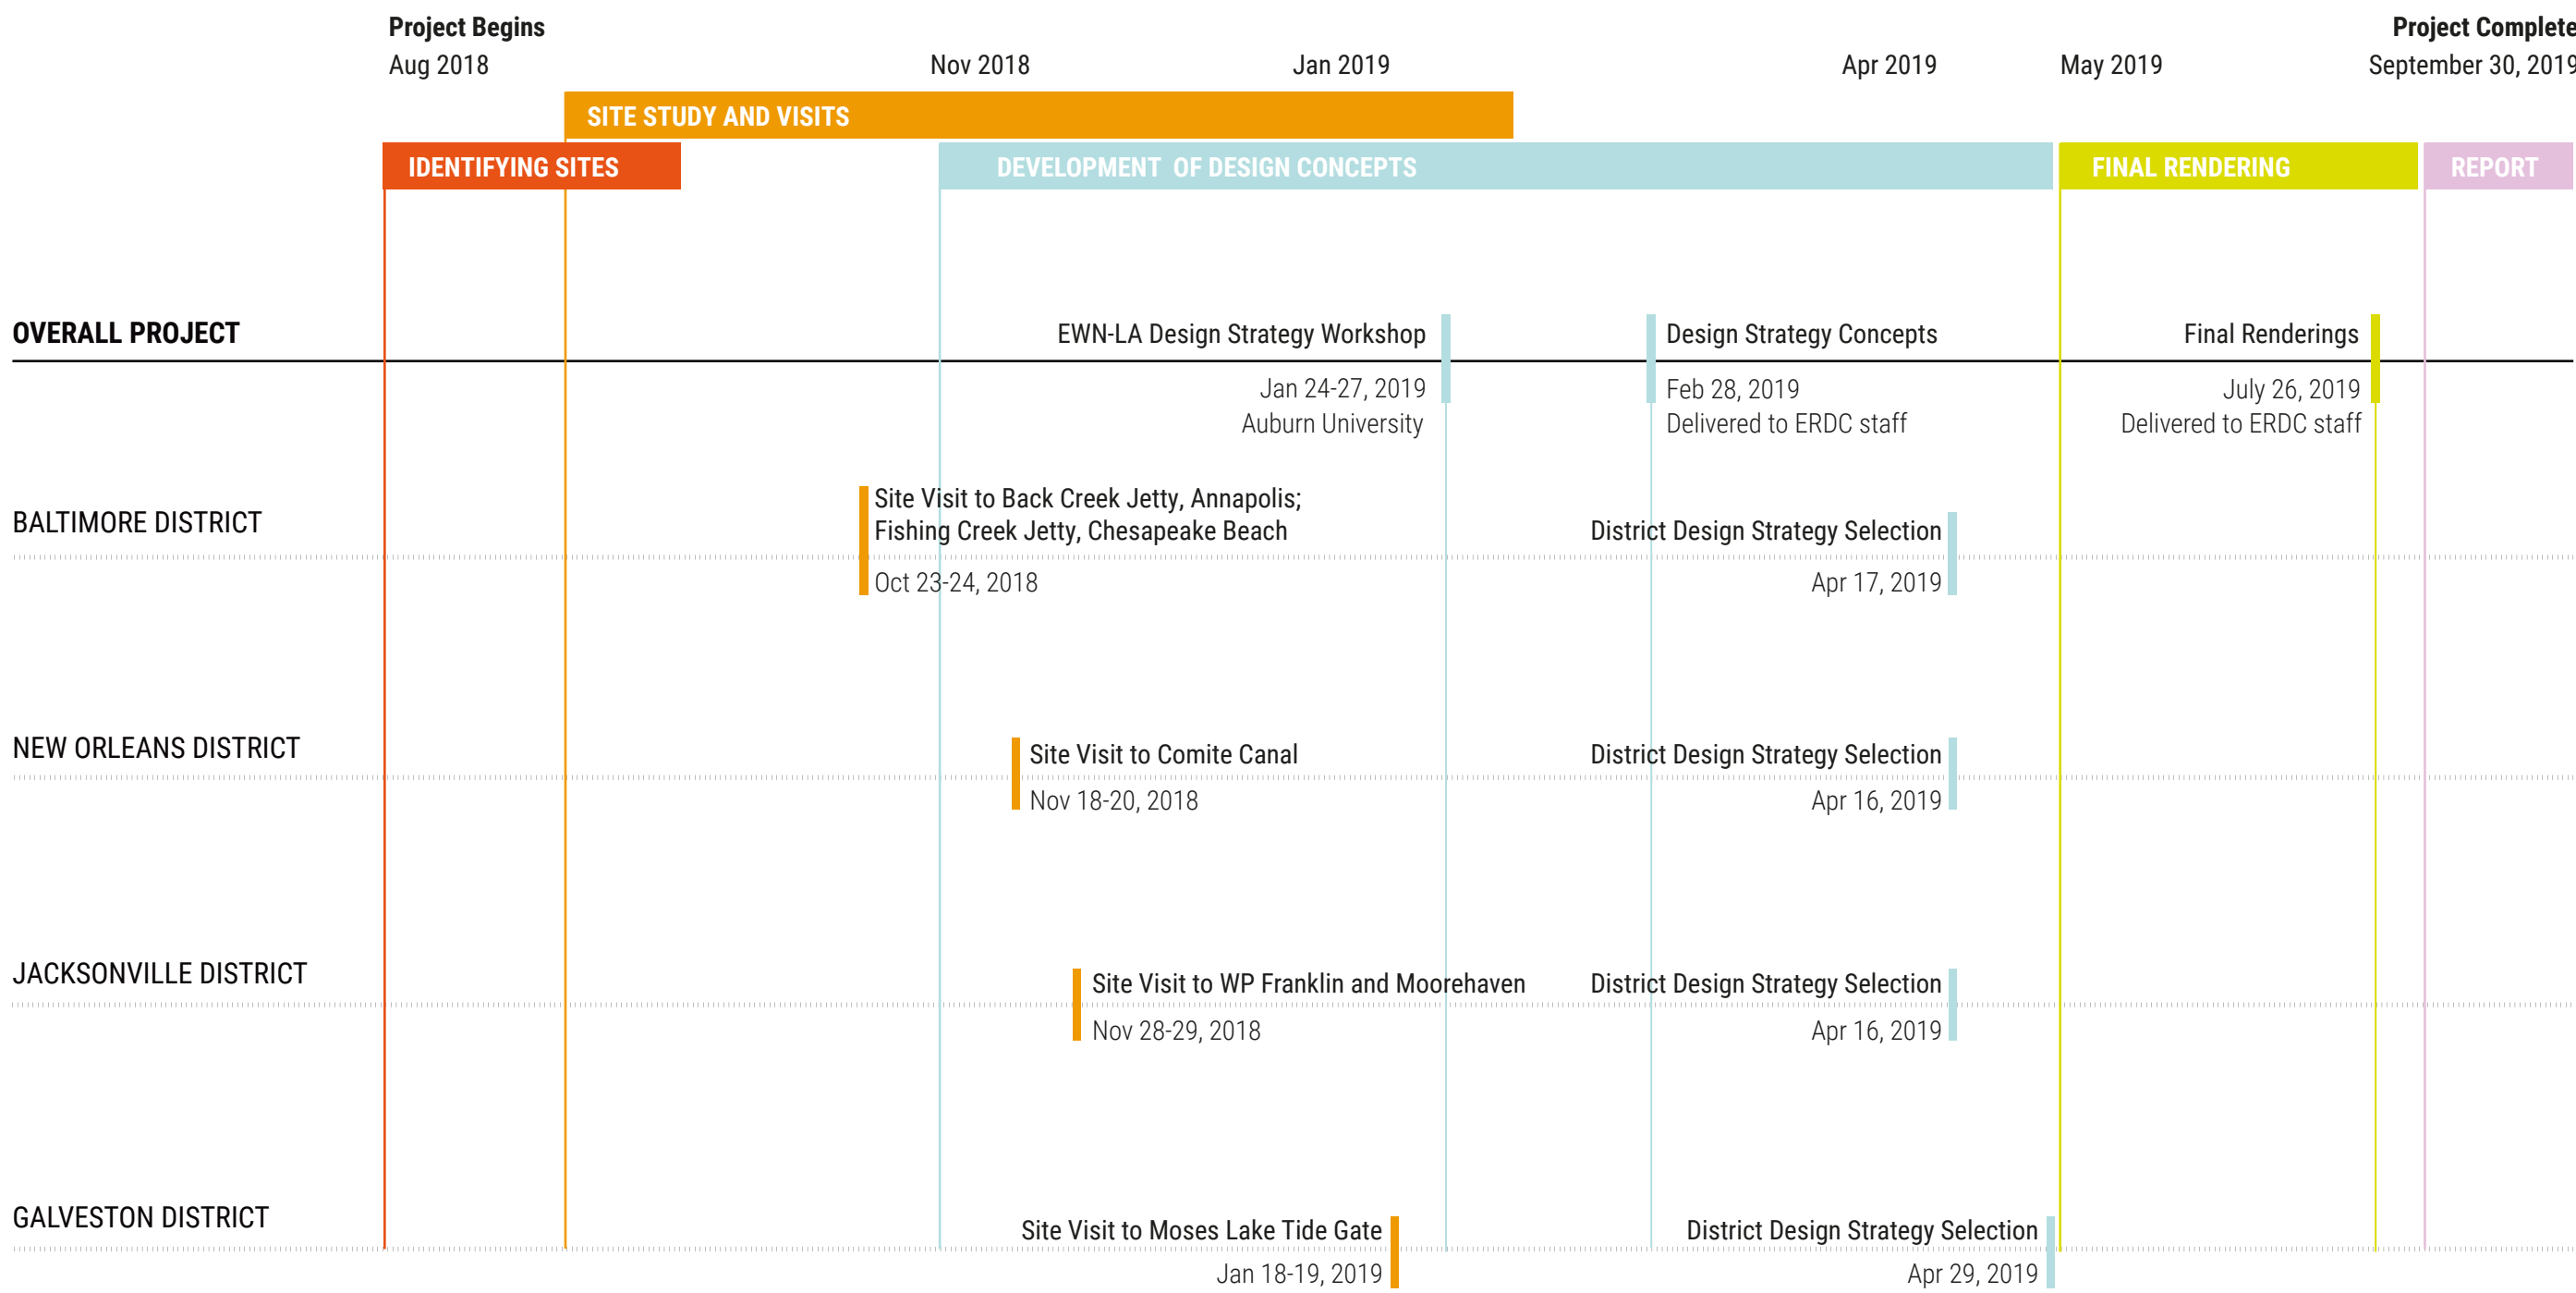 Project Begins
Project Complete
Aug 2018
Nov 2018
Jan 2019
Apr 2019
May 2019
September 30, 2019
SITE STUDY AND VISITS
IDENTIFYING SITES
DEVELOPMENT OF DESIGN CONCEPTS
FINAL RENDERING
REPORT
OVERALL PROJECT
EWN-LA Design Strategy Workshop
Jan 24-27, 2019
Auburn University
Design Strategy Concepts
Feb 28, 2019
Delivered to ERDC staff
Final Renderings
July 26, 2019
Delivered to ERDC staff
BALTIMORE DISTRICT
Site Visit to Back Creek Jetty, Annapolis;
Fishing Creek Jetty, Chesapeake Beach
Oct 23-24, 2018
District Design Strategy Selection
Apr 17, 2019
NEW ORLEANS DISTRICT
Site Visit to Comite Canal
Nov 18-20, 2018
District Design Strategy Selection
Apr 16, 2019
JACKSONVILLE DISTRICT
Site Visit to WP Franklin and Moorehaven
Nov 28-29, 2018
District Design Strategy Selection
Apr 16, 2019
GALVESTON DISTRICT
Site Visit to Moses Lake Tide Gate
Jan 18-19, 2019
District Design Strategy Selection
Apr 29, 2019